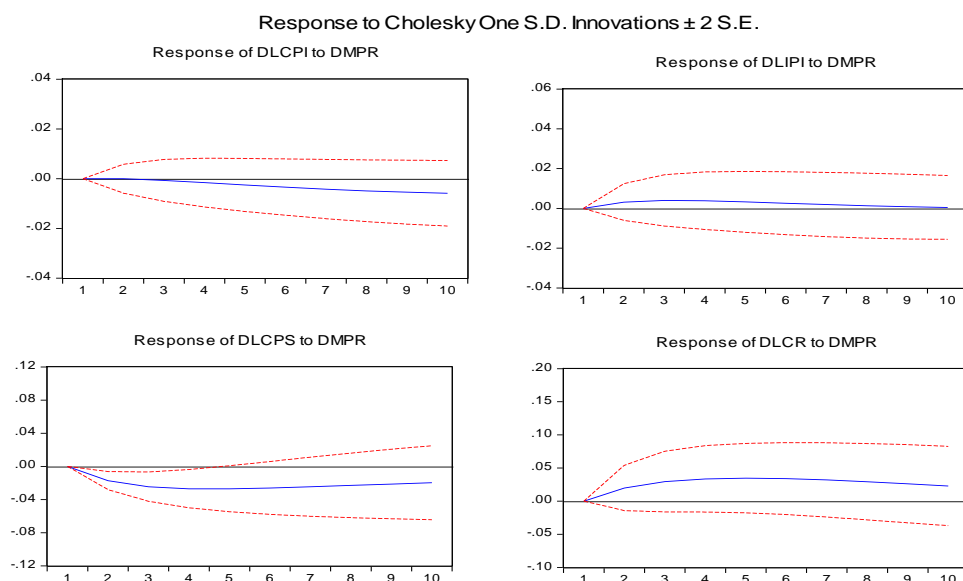 Response to Cholesky One S.D. Innovations ± 2 S.E.
Response of DLCPI to DMPR
.04
.02
.00
-.02
-.04
1 2 3 4 5 6 7 8 9 10
Response of DLIPI to DMPR
.06
.04
.02
.00
-.02
-.04
1 2 3 4 5 6 7 8 9 10
Response of DLCPS to DMPR
.12
.08
.04
.00
-.04
-.08
-.12
1 2 3 4 5 6 7 8 9 10
Response of DLCR to DMPR
.20
.15
.10
.05
.00
-.05
-.10
1 2 3 4 5 6 7 8 9 10